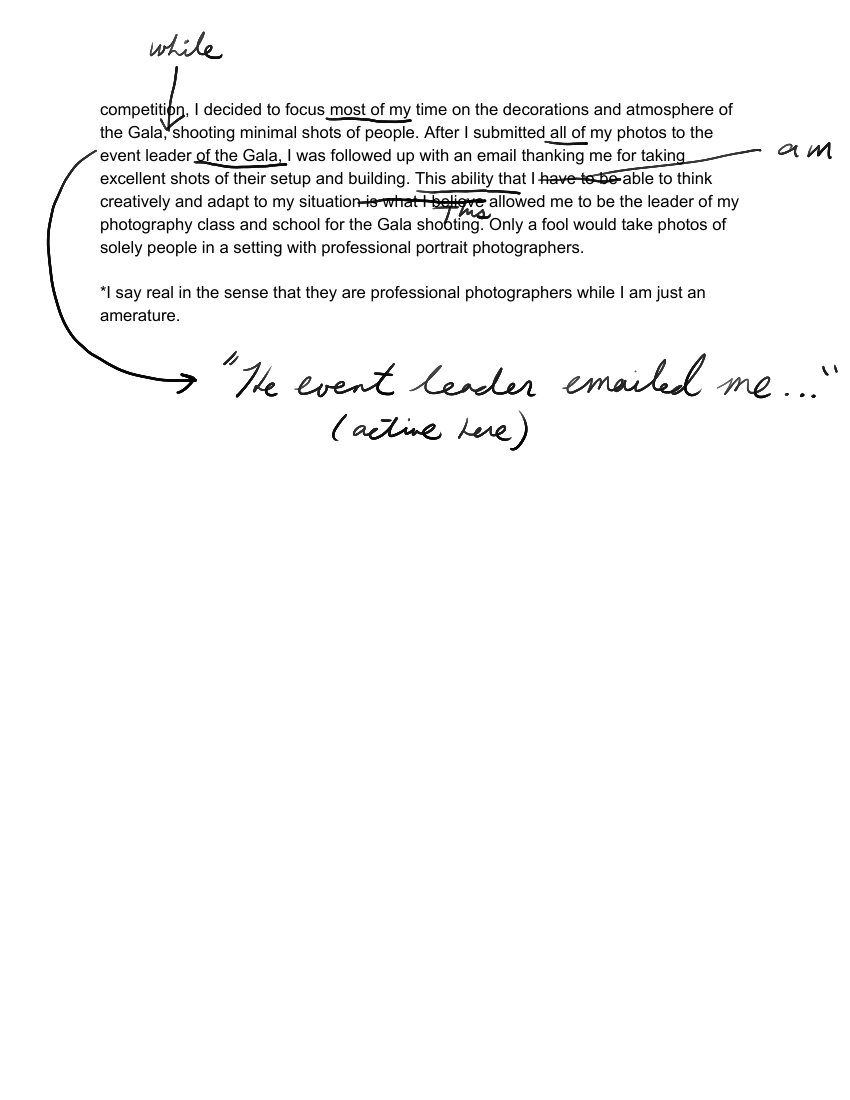 while
competition, I decided to focus most of my time on the decorations and atmosphere of
the Gala, shooting minimal shots of people. After I submitted all of my photos to the
event leader of the Gala, I was followed up with an email thanking me for taking
am
excellent shots of their setup and building. This ability that I have to be able to think
creatively and adapt to my situation is what I believe allowed me to be the leader of my
photography class and school for the Gala shooting. Only a fool would take photos of
solely people in a setting with professional portrait photographers.
*I say real in the sense that they are professional photographers while I am just an
amerature.
"The event leader emailed me..."
(active here)